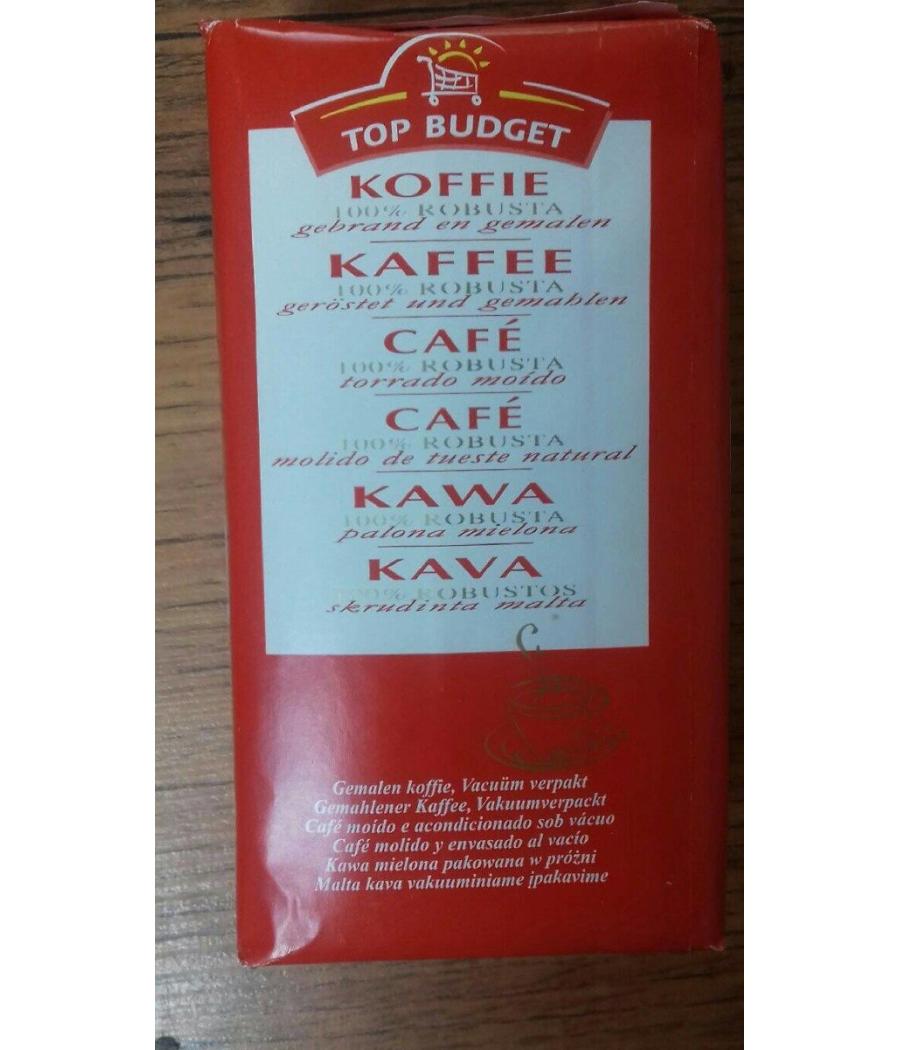 TOP BUDGET
KOFFIE
100% ROBUSTA
gebrand en gemalen
KAFFEE
100% ROBUSTA
geröstet und gemahlen
CAFÉ
100% ROBUSTA
torrado moído
CAFÉ
100% ROBUSTA
molido de tueste natural
KAWA
100% ROBUSTA
palona mielona
KAVA
100% ROBUSTOS
skrudinta malta
Gemalen koffie, Vacuüm verpakt
Gemahlener Kaffee, Vakuumverpackt
Café moído e acondicionado sob vácuo
Café molido y envasado al vacío
Kawa mielona pakowana w próżni
Malta kava vakuuminiame įpakavime